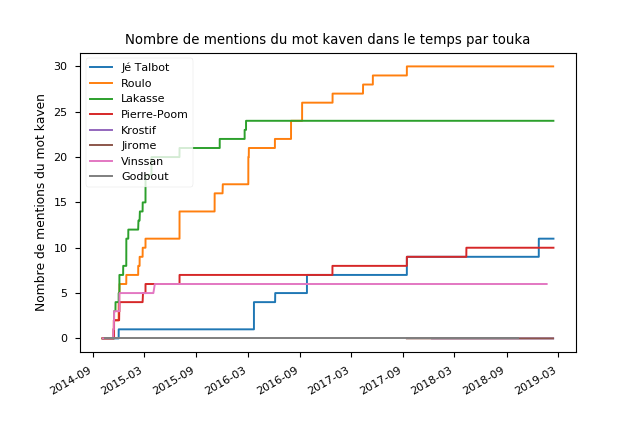 Nombre de mentions du mot kaven dans le temps par touka
Nombre de mentions du mot kaven
30
25
20
15
10
5
0
Jé Talbot
Roulo
Lakasse
Pierre-Poom
Krostif
Jirome
Vinssan
Godbout
2014-09
2015-03
2015-09
2016-03
2016-09
2017-03
2017-09
2018-03
2018-09
2019-03